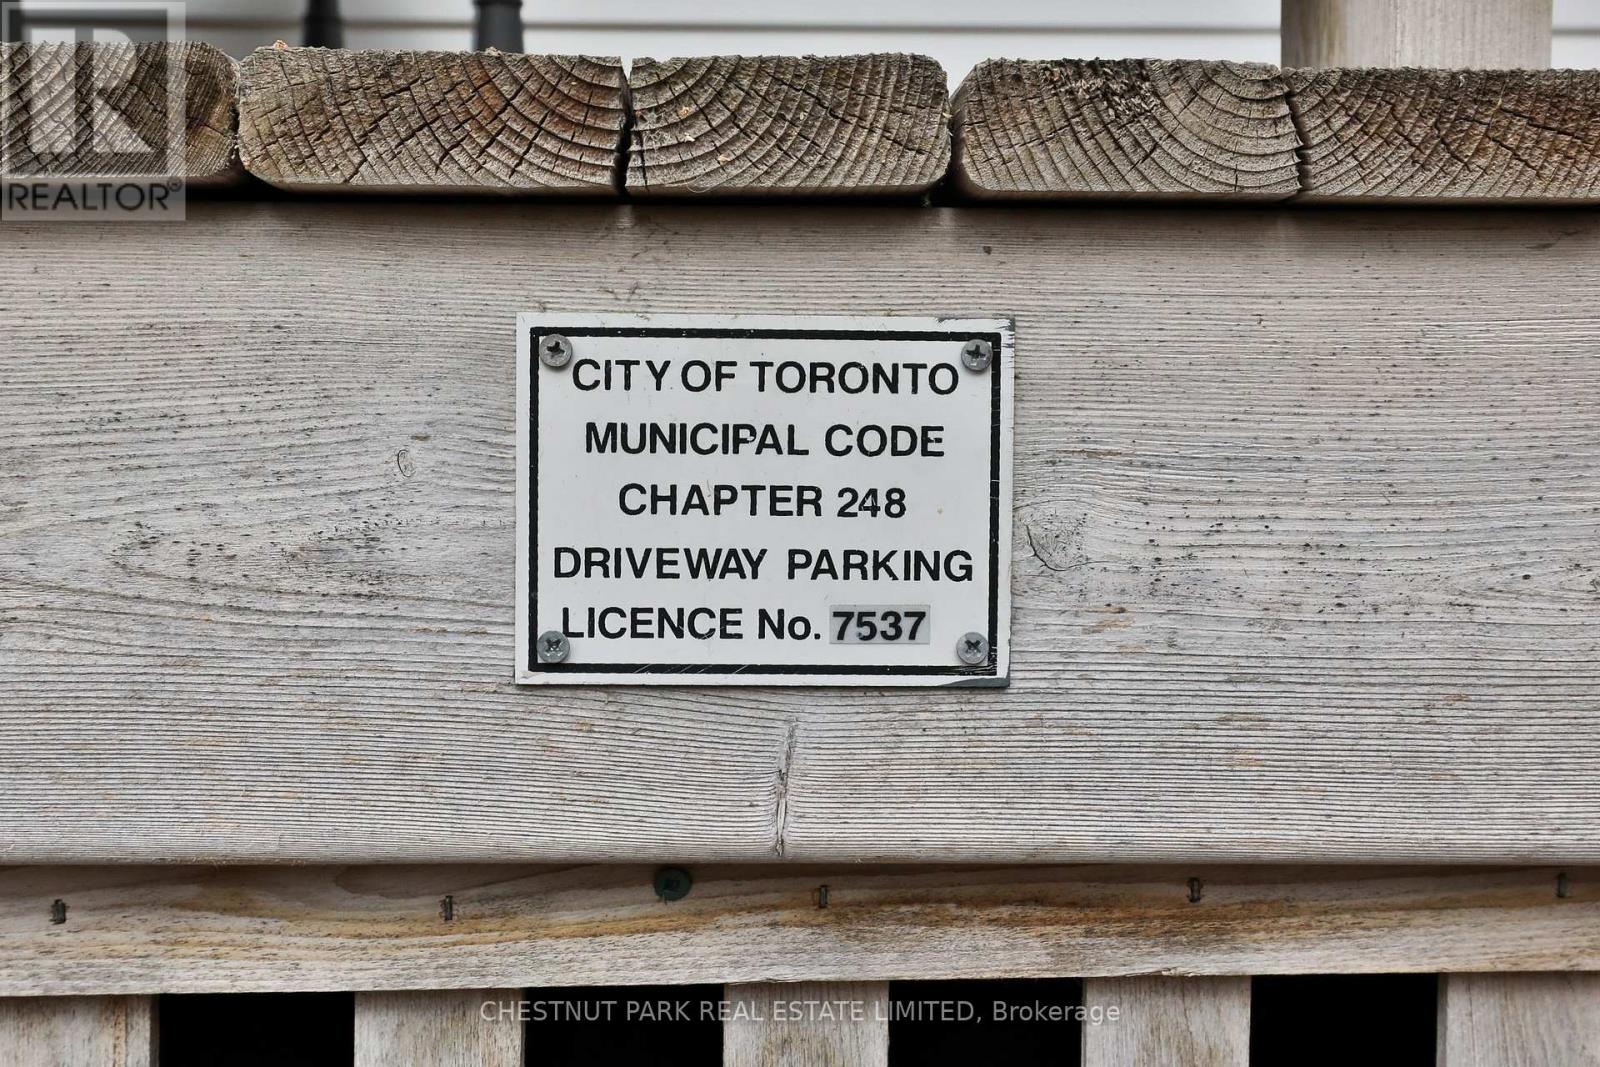 REALTOR®
CITY OF TORONTO
MUNICIPAL CODE
CHAPTER 248
DRIVEWAY PARKING
LICENCE No. 7537
CHESTNUT PARK REAL ESTATE LIMITED, Brokerage